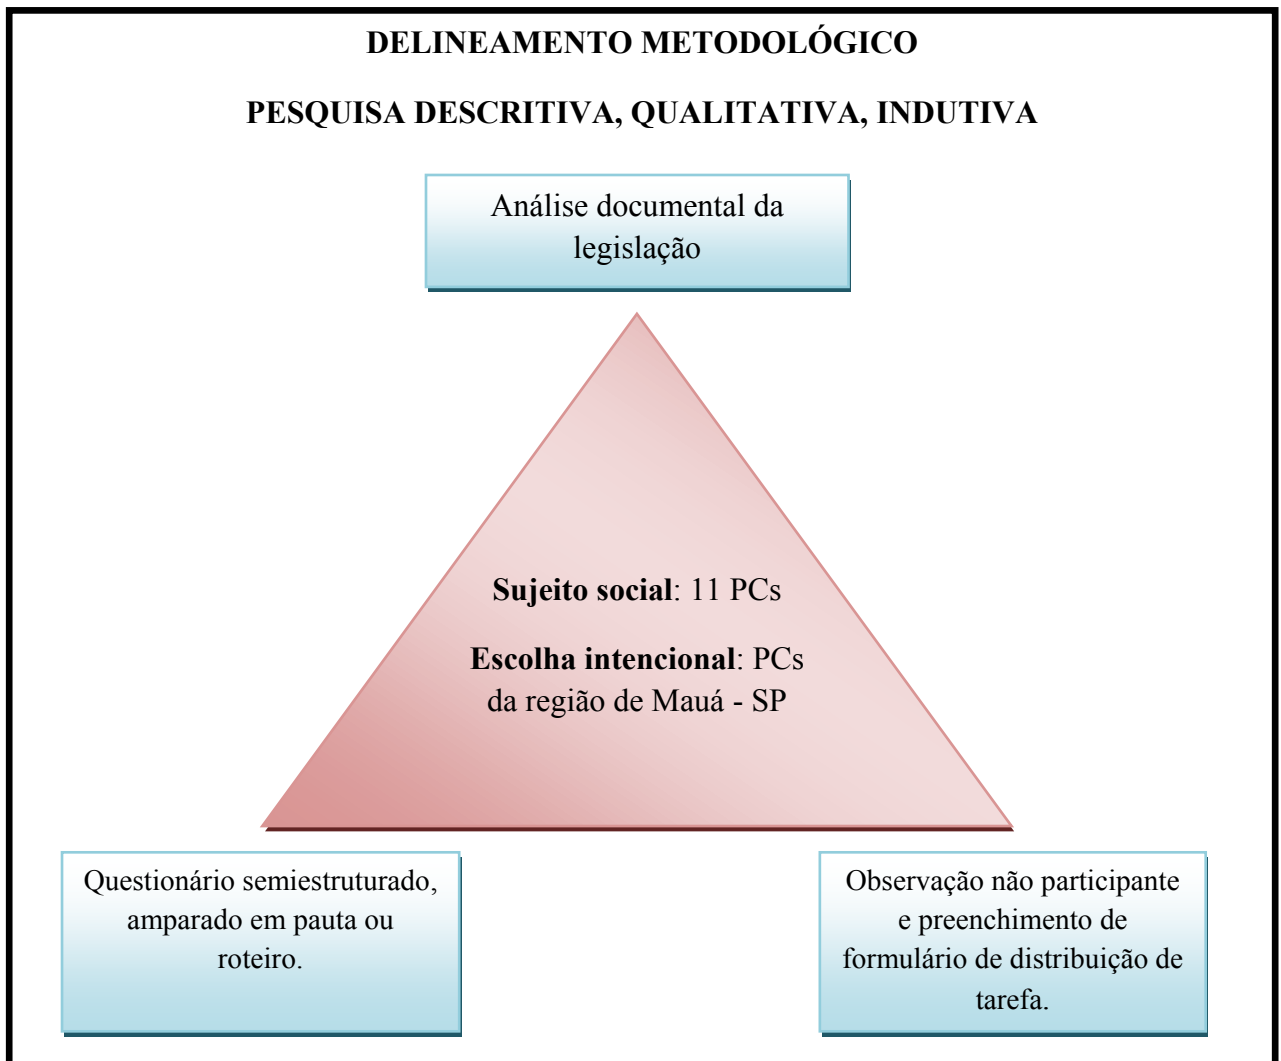 DELINEAMENTO METODOLÓGICO
PESQUISA DESCRITIVA, QUALITATIVA, INDUTIVA
Análise documental da
legislação
Sujeito social: 11 PCs
Escolha intencional: PCs
da região de Mauá - SP
Questionário semiestruturado,
amparado em pauta ou
roteiro.
Observação não participante
e preenchimento de
formulário de distribuição de
tarefa.